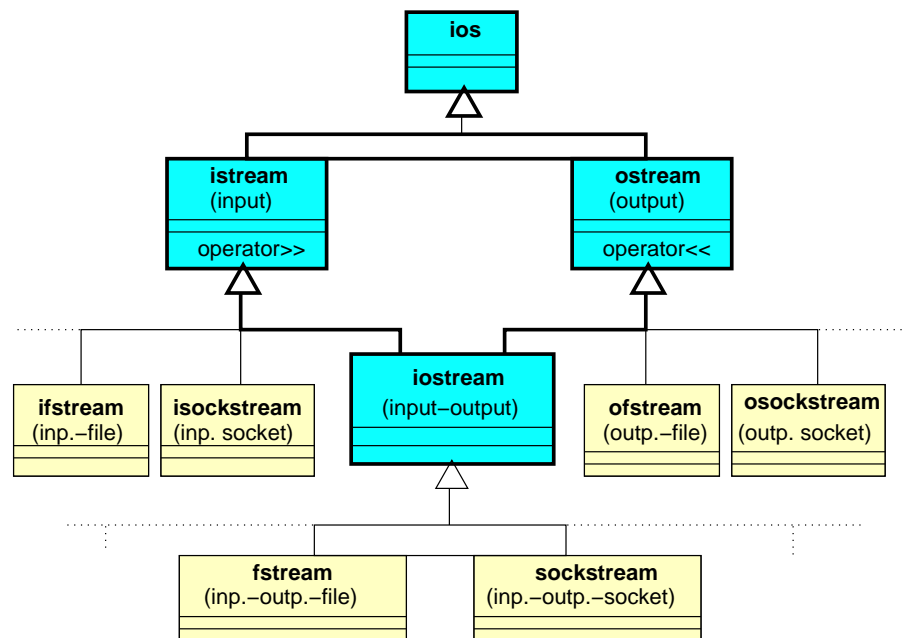 ios
istream
(input)
operator>>
ostream
(output)
operator<<
ifstream
(inp.−file)
isockstream
(inp. socket)
iostream
(input−output)
ofstream
(outp.−file)
osockstream
(outp. socket)
fstream
(inp.−outp.−file)
sockstream
(inp.−outp.−socket)